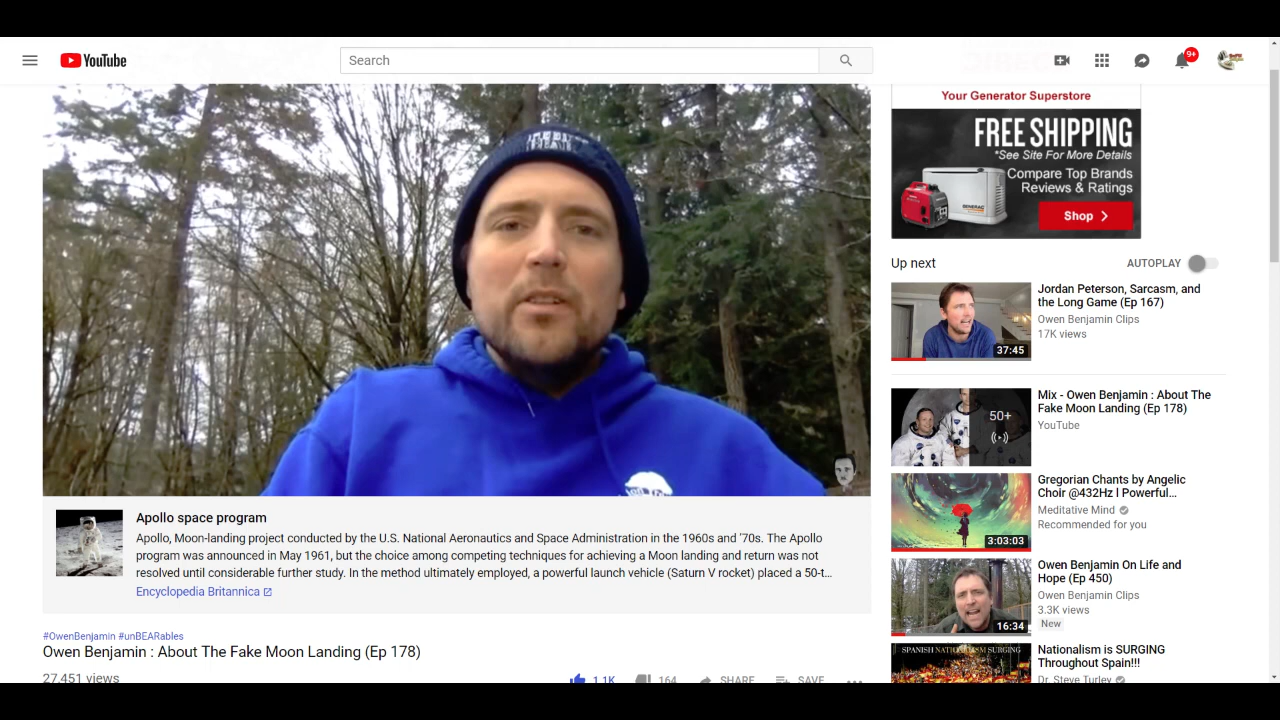 YouTube
Search
9+
Your Generator Superstore
FREE SHIPPING
*See Site For More Details
Compare Top Brands
Reviews & Ratings
GENERAC
Shop
Up next
AUTOPLAY
Jordan Peterson, Sarcasm, and
the Long Game (Ep 167)
Owen Benjamin Clips
17K views
37:45
Mix - Owen Benjamin : About The
Fake Moon Landing (Ep 178)
YouTube
50+
Gregorian Chants by Angelic
Choir @432Hz l Powerful...
Meditative Mind
Recommended for you
3:03:03
Owen Benjamin On Life and
Hope (Ep 450)
Owen Benjamin Clips
3.3K views
New
16:34
SPANISH NATIONALISM SURGING
Nationalism is SURGING
Throughout Spain!!!
Dr. Steve Turley
Apollo space program
Apollo, Moon-landing project conducted by the U.S. National Aeronautics and Space Administration in the 1960s and '70s. The Apollo
program was announced in May 1961, but the choice among competing techniques for achieving a Moon landing and return was not
resolved until considerable further study. In the method ultimately employed, a powerful launch vehicle (Saturn V rocket) placed a 50-t...
Encyclopedia Britannica
#OwenBenjamin #unBEARables
Owen Benjamin : About The Fake Moon Landing (Ep 178)
27,451 views
1.1K
164
SHARE
SAVE